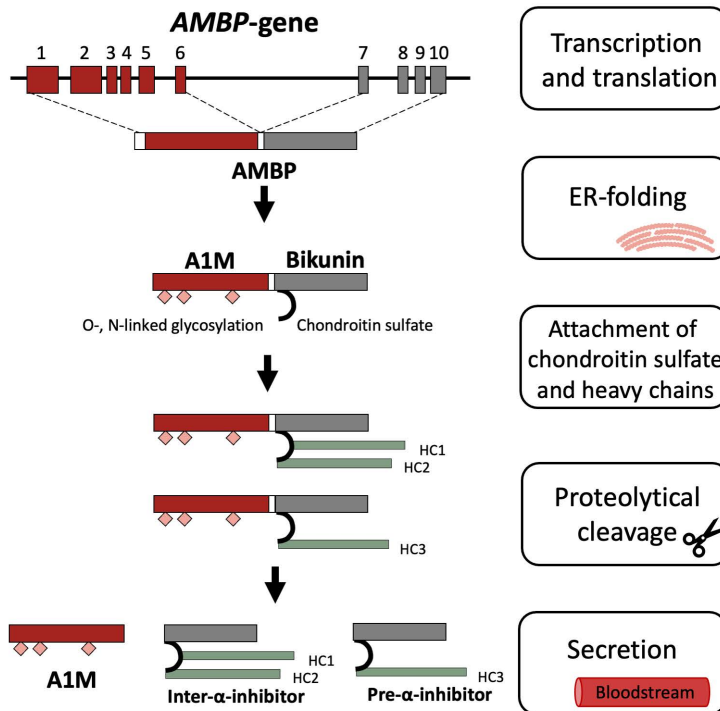 AMBP-gene
1 2 3 4 5 6 7 8 9 10
AMBP
Transcription
and translation
ER-folding
A1M Bikunin
O-, N-linked glycosylation Chondroitin sulfate
Attachment of
chondroitin sulfate
and heavy chains
HC1
HC2
HC3
Proteolytical
cleavage
A1M
HC1
HC2
Inter-α-inhibitor
HC3
Pre-α-inhibitor
Secretion
Bloodstream